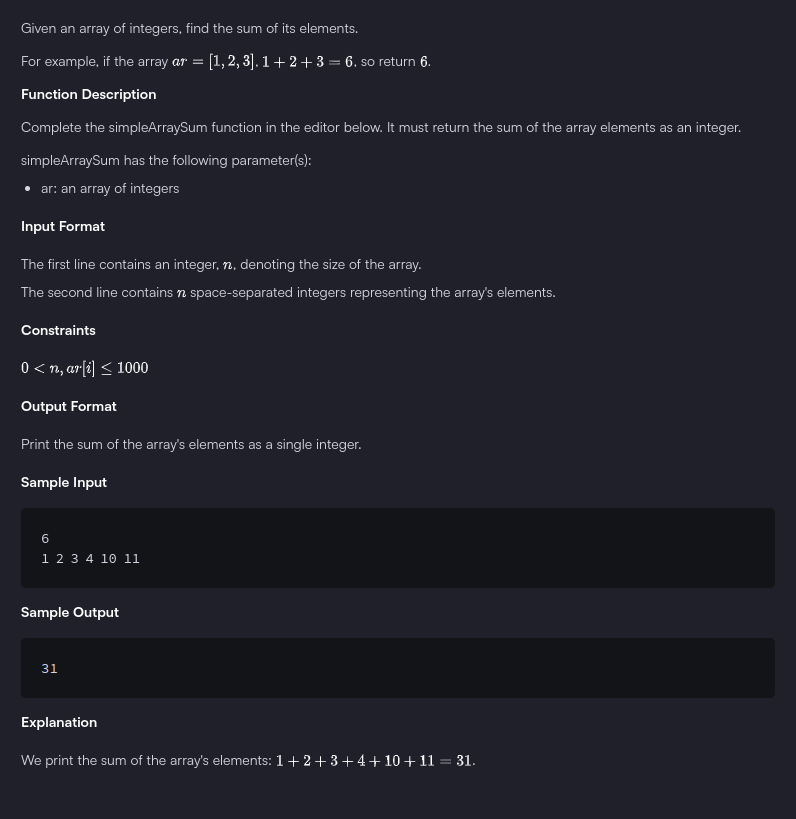 Given an array of integers, find the sum of its elements.
For example, if the array ar = [1, 2, 3], 1 + 2 + 3 = 6, so return 6.
Function Description
Complete the simpleArraySum function in the editor below. It must return the sum of the array elements as an integer.
simpleArraySum has the following parameter(s):
• ar: an array of integers
Input Format
The first line contains an integer, n, denoting the size of the array.
The second line contains n space-separated integers representing the array's elements.
Constraints
0 < n, ar[i] ≤ 1000
Output Format
Print the sum of the array's elements as a single integer.
Sample Input
6
1 2 3 4 10 11
Sample Output
31
Explanation
We print the sum of the array's elements: 1 + 2 + 3 + 4 + 10 + 11 = 31.